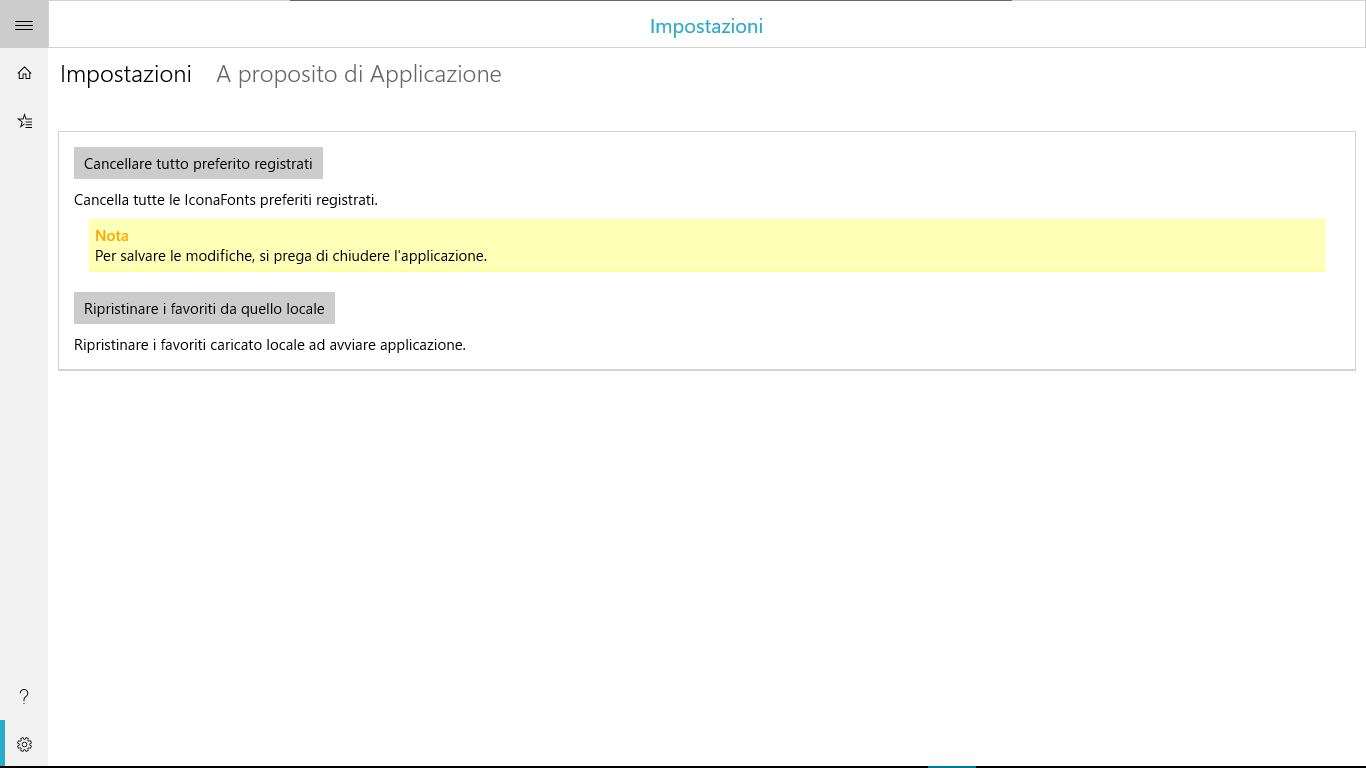 Impostazioni
Impostazioni A proposito di Applicazione
Cancellare tutto preferito registrati
Cancella tutte le IconaFonts preferiti registrati.
Nota
Per salvare le modifiche, si prega di chiudere l'applicazione.
Ripristinare i favoriti da quello locale
Ripristinare i favoriti caricato locale ad avviare applicazione.